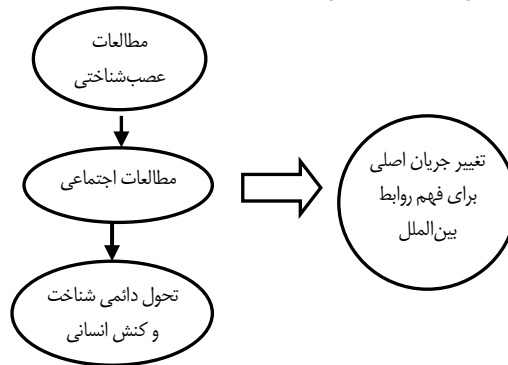 مطالعات
عصب‌شناختی
مطالعات اجتماعی
تحول دائمی شناخت
و کنش انسانی
تغییر جریان اصلی
برای فهم روابط
بین‌الملل